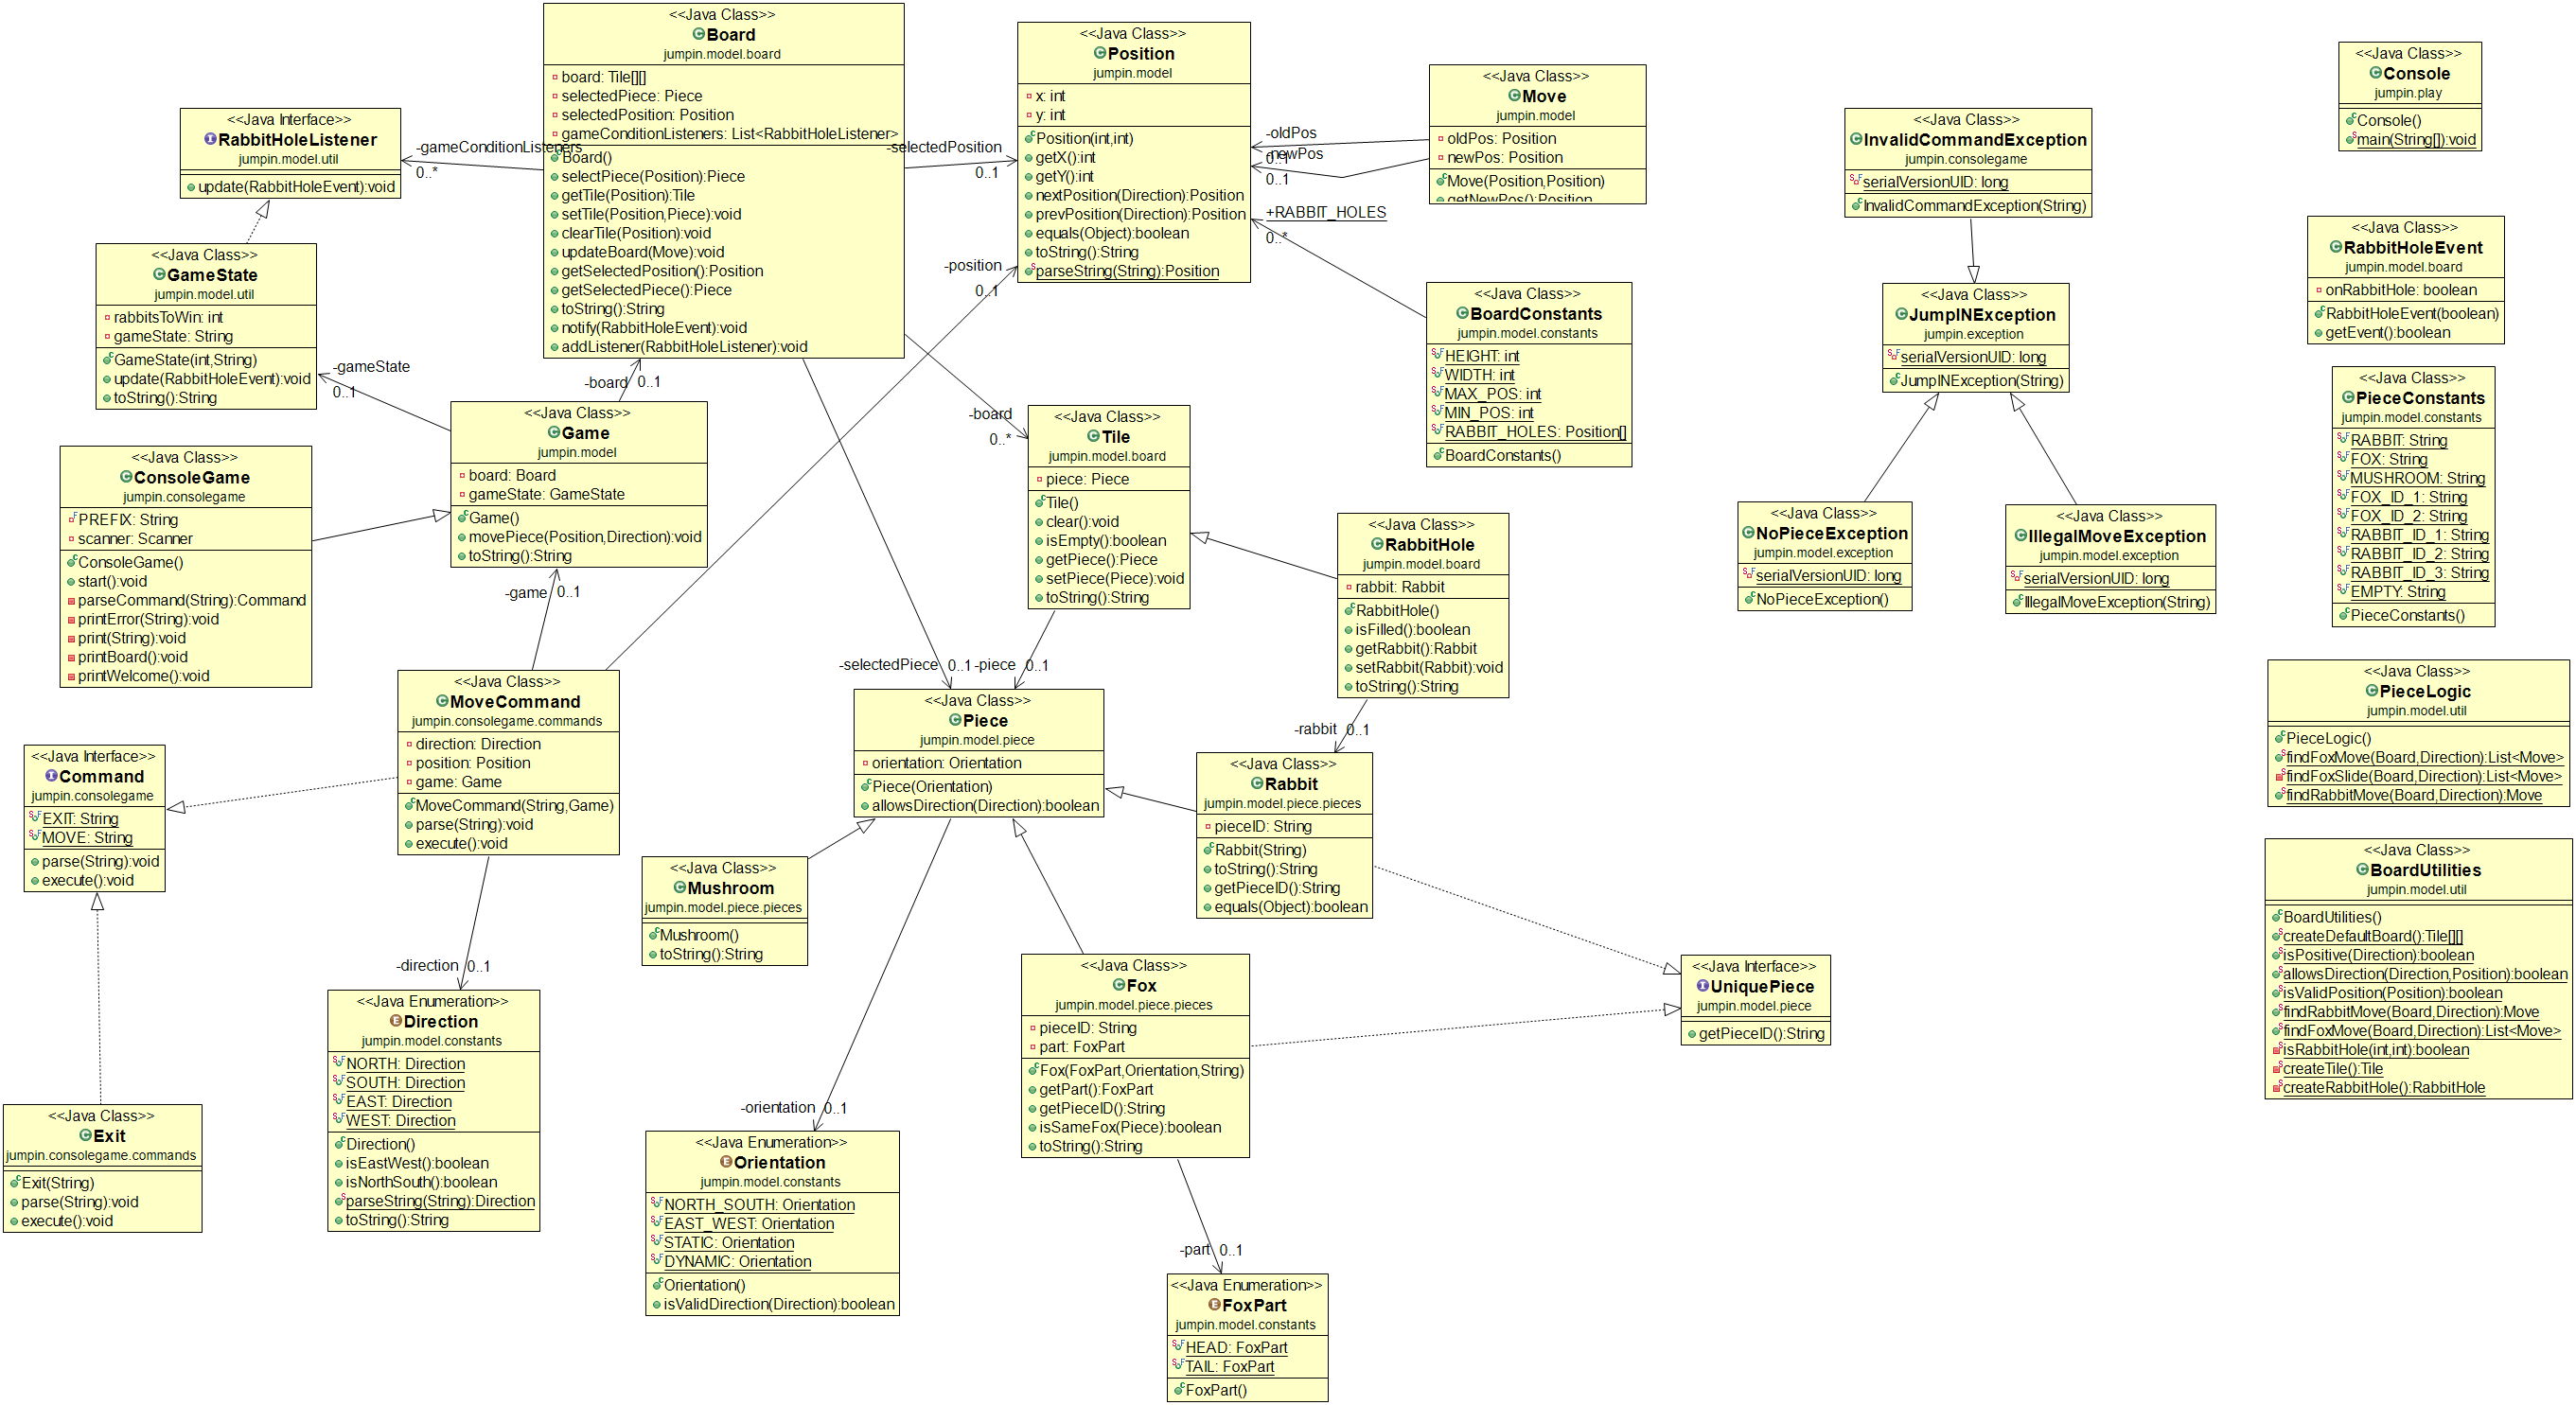 <<Java Class>>
Board
jumpin.model.board
board: Tile[][]
selectedPiece: Piece
selectedPosition: Position
gameConditionListeners: List<RabbitHoleListener>
Board()
selectPiece(Position):Piece
getTile(Position):Tile
setTile(Position,Piece):void
clearTile(Position):void
updateBoard(Move):void
getSelectedPosition():Position
getSelectedPiece():Piece
toString():String
notify(RabbitHoleEvent):void
addListener(RabbitHoleListener):void
<<Java Class>>
Position
jumpin.model
x: int
y: int
Position(int,int)
getX():int
getY():int
nextPosition(Direction):Position
prevPosition(Direction):Position
equals(Object):boolean
toString():String
parseString(String):Position
<<Java Class>>
Move
jumpin.model
oldPos: Position
newPos: Position
Move(Position,Position)
getNewPos():Position
-oldPos
0..1
-newPos
0..1
+RABBIT_HOLES
0..*
<<Java Interface>>
RabbitHoleListener
jumpin.model.util
update(RabbitHoleEvent):void
-gameConditionListeners
0..*
-selectedPosition
0..1
-position
0..1
<<Java Class>>
GameState
jumpin.model.util
rabbitsToWin: int
gameState: String
GameState(int,String)
update(RabbitHoleEvent):void
toString():String
-gameState
0..1
-board
0..1
<<Java Class>>
Game
jumpin.model
board: Board
gameState: GameState
Game()
movePiece(Position,Direction):void
toString():String
<<Java Class>>
ConsoleGame
jumpin.consolegame
PREFIX: String
scanner: Scanner
ConsoleGame()
start():void
parseCommand(String):Command
printError(String):void
print(String):void
printBoard():void
printWelcome():void
-game
0..1
<<Java Class>>
MoveCommand
jumpin.consolegame.commands
direction: Direction
position: Position
game: Game
MoveCommand(String,Game)
parse(String):void
execute():void
<<Java Interface>>
Command
jumpin.consolegame
EXIT: String
MOVE: String
parse(String):void
execute():void
<<Java Class>>
Exit
jumpin.consolegame.commands
Exit(String)
parse(String):void
execute():void
-direction
0..1
<<Java Enumeration>>
Direction
jumpin.model.constants
NORTH: Direction
SOUTH: Direction
EAST: Direction
WEST: Direction
Direction()
isEastWest():boolean
isNorthSouth():boolean
parseString(String):Direction
toString():String
-board
0..*
<<Java Class>>
Tile
jumpin.model.board
piece: Piece
Tile()
clear():void
isEmpty():boolean
getPiece():Piece
setPiece(Piece):void
toString():String
<<Java Class>>
BoardConstants
jumpin.model.constants
HEIGHT: int
WIDTH: int
MAX_POS: int
MIN_POS: int
RABBIT_HOLES: Position[]
BoardConstants()
<<Java Class>>
RabbitHole
jumpin.model.board
rabbit: Rabbit
RabbitHole()
isFilled():boolean
getRabbit():Rabbit
setRabbit(Rabbit):void
toString():String
-selectedPiece
0..1
-piece
0..1
-rabbit
0..1
<<Java Class>>
Piece
jumpin.model.piece
orientation: Orientation
Piece(Orientation)
allowsDirection(Direction):boolean
<<Java Class>>
Rabbit
jumpin.model.piece.pieces
pieceID: String
Rabbit(String)
toString():String
getPieceID():String
equals(Object):boolean
<<Java Class>>
Mushroom
jumpin.model.piece.pieces
Mushroom()
toString():String
<<Java Class>>
Fox
jumpin.model.piece.pieces
pieceID: String
part: FoxPart
Fox(FoxPart,Orientation,String)
getPart():FoxPart
getPieceID():String
isSameFox(Piece):boolean
toString():String
<<Java Interface>>
UniquePiece
jumpin.model.piece
getPieceID():String
-orientation
0..1
<<Java Enumeration>>
Orientation
jumpin.model.constants
NORTH_SOUTH: Orientation
EAST_WEST: Orientation
STATIC: Orientation
DYNAMIC: Orientation
Orientation()
isValidDirection(Direction):boolean
-part
0..1
<<Java Enumeration>>
FoxPart
jumpin.model.constants
HEAD: FoxPart
TAIL: FoxPart
FoxPart()
<<Java Class>>
InvalidCommandException
jumpin.consolegame
serialVersionUID: long
InvalidCommandException(String)
<<Java Class>>
JumpINException
jumpin.exception
serialVersionUID: long
JumpINException(String)
<<Java Class>>
NoPieceException
jumpin.model.exception
serialVersionUID: long
NoPieceException()
<<Java Class>>
IllegalMoveException
jumpin.model.exception
serialVersionUID: long
IllegalMoveException(String)
<<Java Class>>
Console
jumpin.play
Console()
main(String[]):void
<<Java Class>>
RabbitHoleEvent
jumpin.model.board
onRabbitHole: boolean
RabbitHoleEvent(boolean)
getEvent():boolean
<<Java Class>>
PieceConstants
jumpin.model.constants
RABBIT: String
FOX: String
MUSHROOM: String
FOX_ID_1: String
FOX_ID_2: String
RABBIT_ID_1: String
RABBIT_ID_2: String
RABBIT_ID_3: String
EMPTY: String
PieceConstants()
<<Java Class>>
PieceLogic
jumpin.model.util
PieceLogic()
findFoxMove(Board,Direction):List<Move>
findFoxSlide(Board,Direction):List<Move>
findRabbitMove(Board,Direction):Move
<<Java Class>>
BoardUtilities
jumpin.model.util
BoardUtilities()
createDefaultBoard():Tile[][]
isPositive(Direction):boolean
allowsDirection(Direction,Position):boolean
isValidPosition(Position):boolean
findRabbitMove(Board,Direction):Move
findFoxMove(Board,Direction):List<Move>
isRabbitHole(int,int):boolean
createTile():Tile
createRabbitHole():RabbitHole